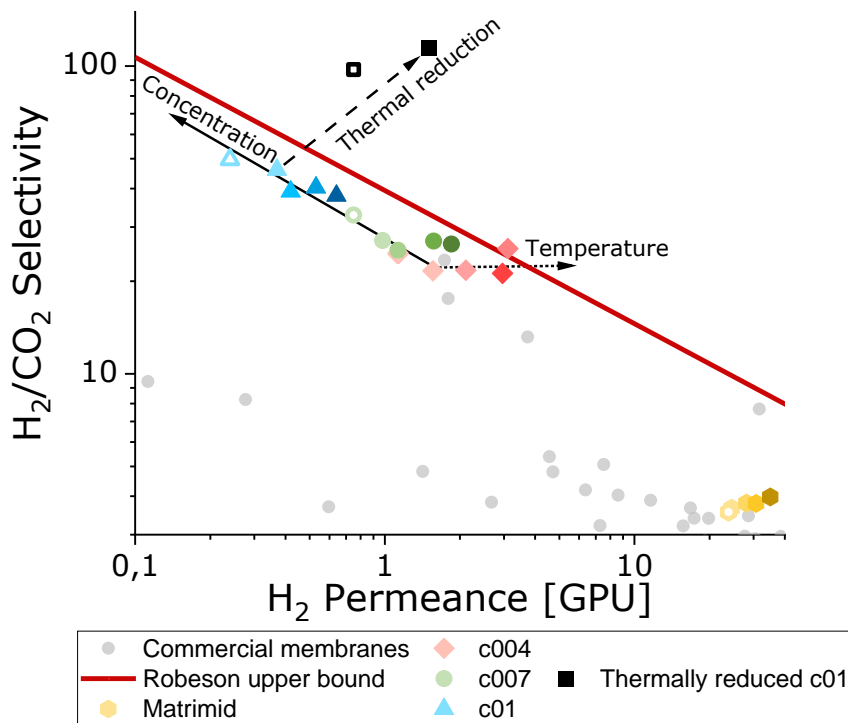 100
Concentration
Thermal reduction
Temperature
H₂/CO₂ Selectivity
10
0,1
1
10
H₂ Permeance [GPU]
Commercial membranes
c004
Robeson upper bound
c007
Thermally reduced c01
Matrimid
c01